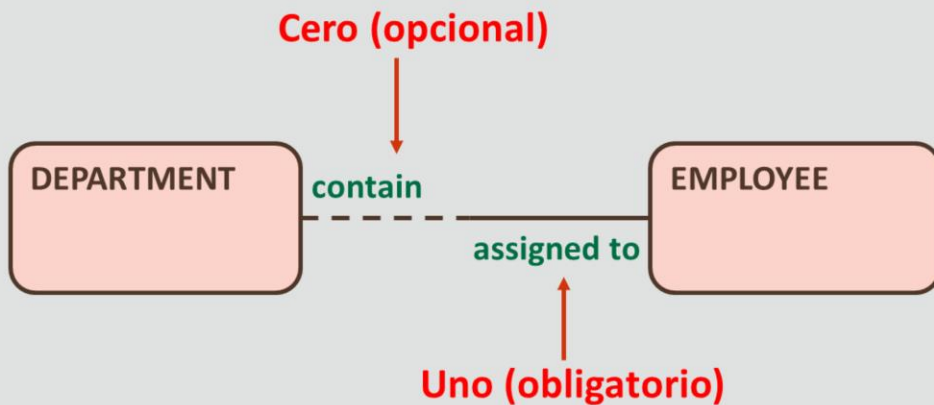 Cero (opcional)
DEPARTMENT
contain
EMPLOYEE
assigned to
Uno (obligatorio)